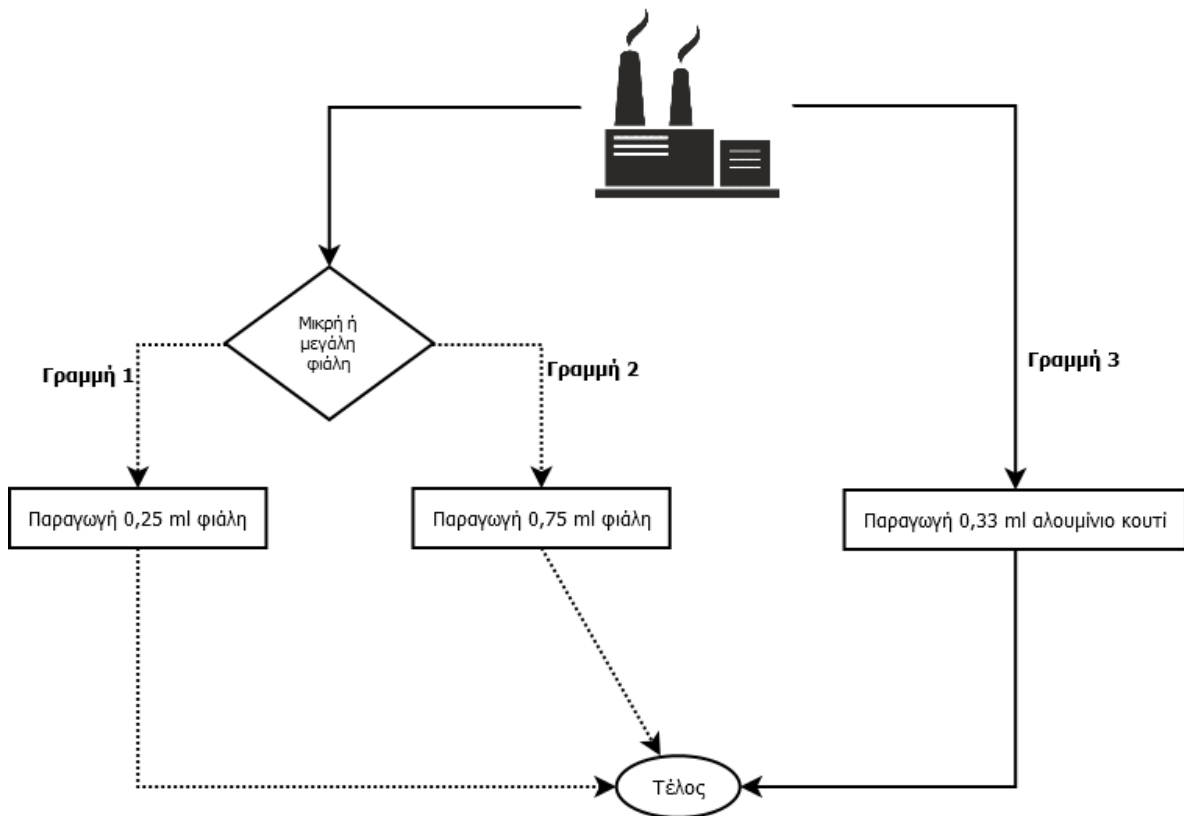 Μικρή ή
μεγάλη
φιάλη
Γραμμή 1
Γραμμή 2
Γραμμή 3
Παραγωγή 0,25 ml φιάλη
Παραγωγή 0,75 ml φιάλη
Παραγωγή 0,33 ml αλουμίνιο κουτί
Τέλος